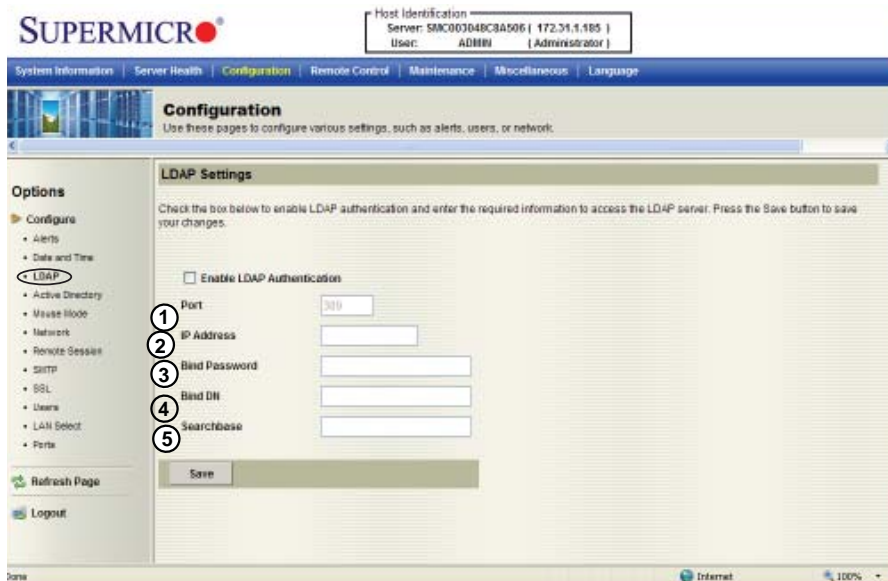 SUPERMICRO
Host Identification
Server: SMC003048C8A506 ( 172.31.1.185 )
User: ADMIN ( Administrator )
System Information Server Health Configuration Remote Control Maintenance Miscellaneous Language
Configuration
Use these pages to configure various settings, such as alerts, users, or network.
Options
Configure
Alerts
Date and Time
LDAP
Active Directory
Mouse Mode
Network
Remote Session
SMTP
SSL
Users
LAN Select
Ports
Refresh Page
Logout
LDAP Settings
Check the box below to enable LDAP authentication and enter the required information to access the LDAP server. Press the Save button to save
your changes.
Enable LDAP Authentication
1 Port 389
2 IP Address
3 Bind Password
4 Bind DN
5 Searchbase
Save
Done Internet 100%